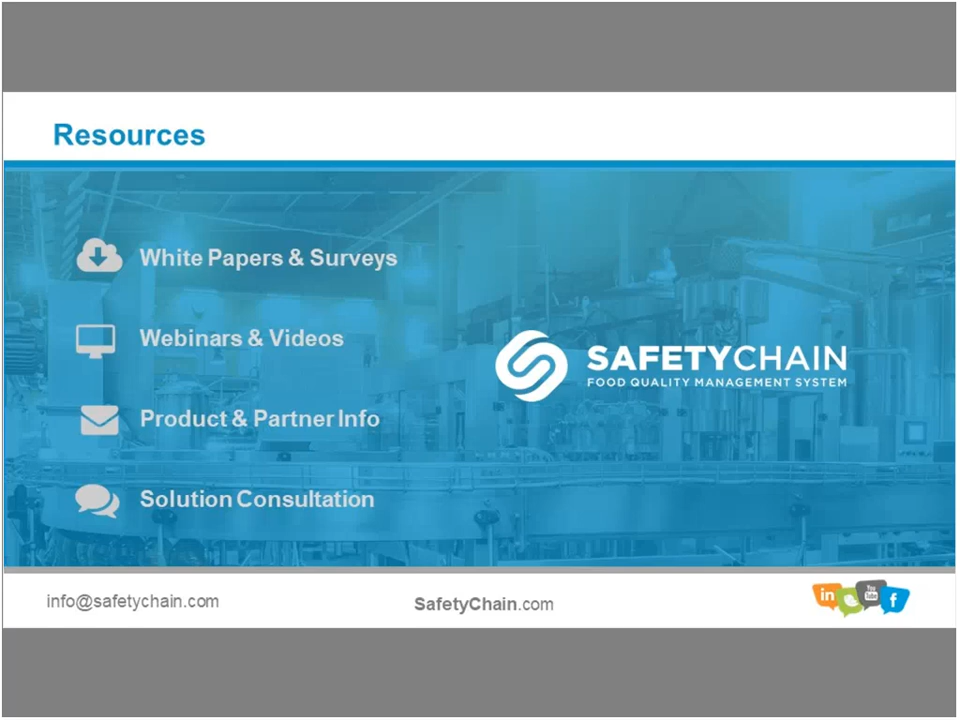 Resources
White Papers & Surveys
Webinars & Videos
Product & Partner Info
Solution Consultation
SAFETYCHAIN
FOOD QUALITY MANAGEMENT SYSTEM
info@safetychain.com
SafetyChain.com
in
You
Tube
f